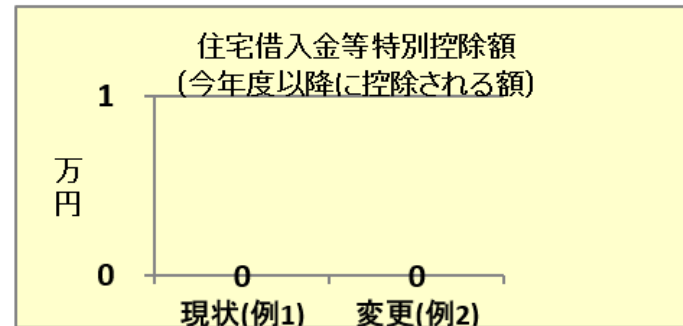 住宅借入金等特別控除額
(今年度以降に控除される額)
1
万円
0
0 0
現状(例1) 変更(例2)